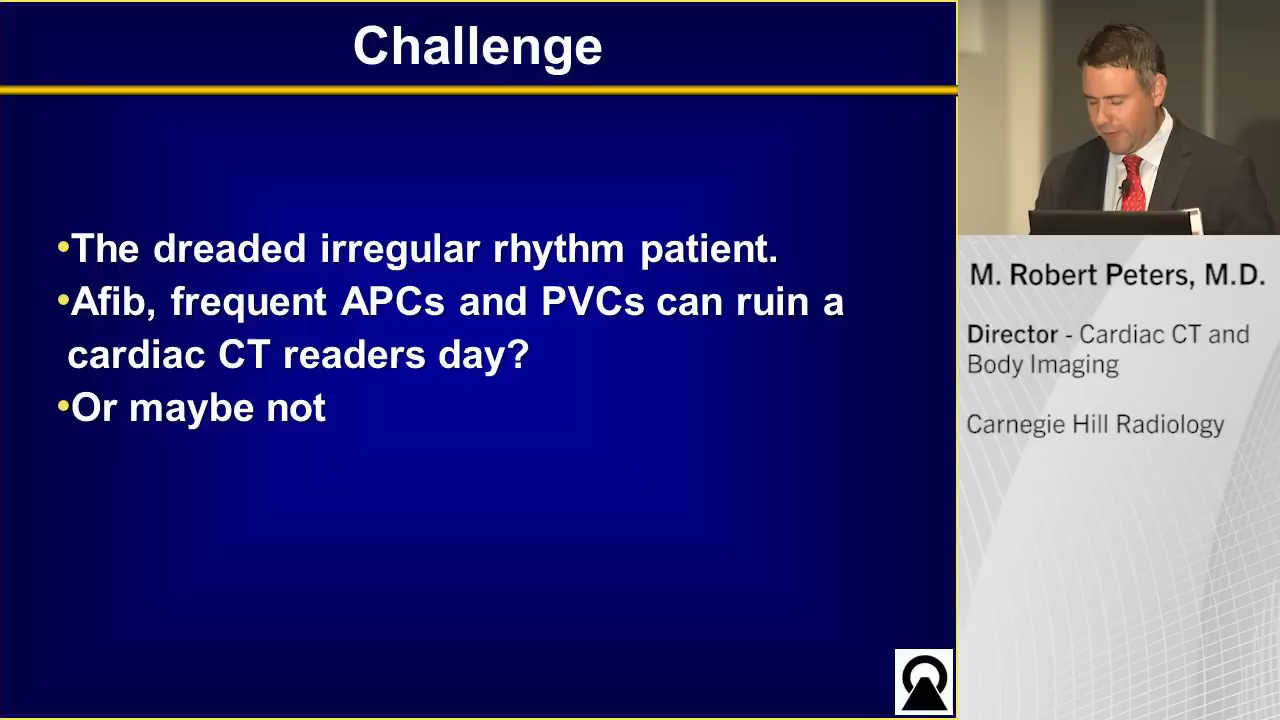 Challenge
•The dreaded irregular rhythm patient.
•Afib, frequent APCs and PVCs can ruin a
cardiac CT readers day?
•Or maybe not
M. Robert Peters, M.D.
Director - Cardiac CT and
Body Imaging
Carnegie Hill Radiology